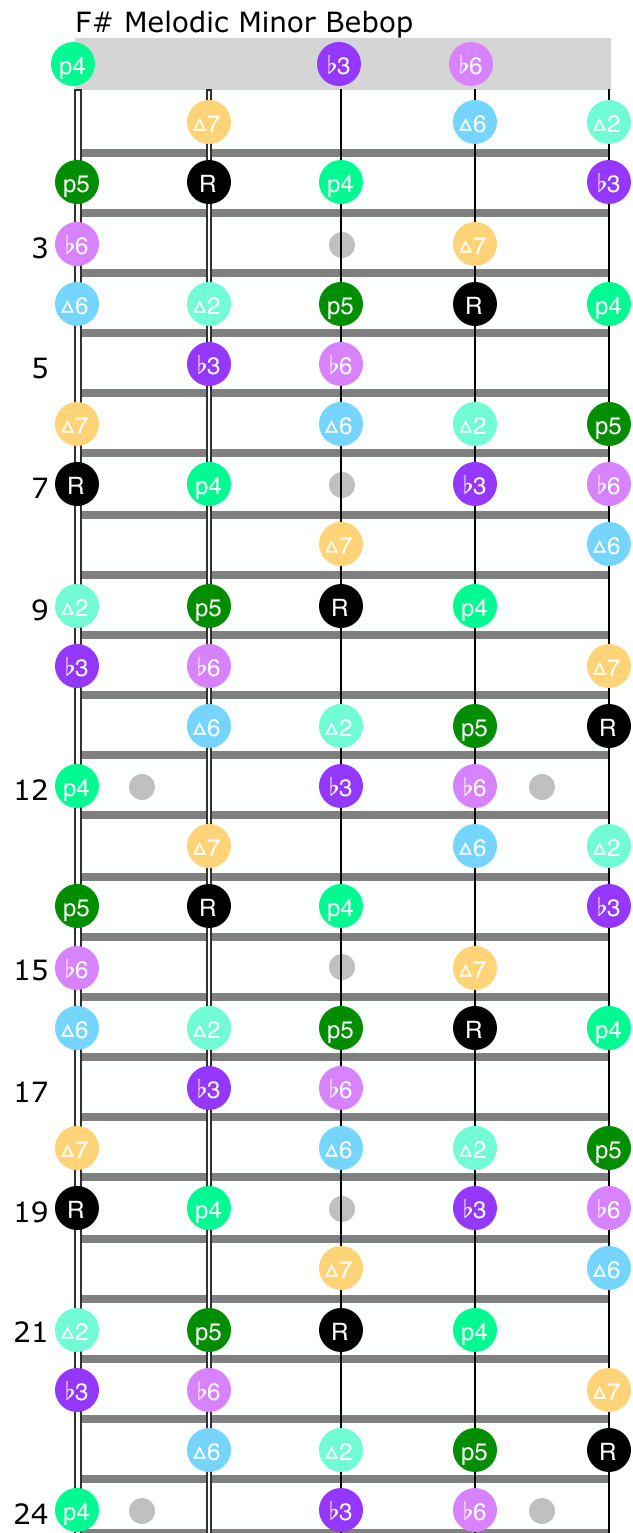 F# Melodic Minor Bebop
p4 ♭3 ♭6
△7 △6 △2
p5 R p4 ♭3
3 ♭6 △7
△6 △2 p5 R p4
5 ♭3 ♭6
△7 △6 △2 p5
7 R p4 ♭3 ♭6
△7 △6
9 △2 p5 R p4
♭3 ♭6 △7
△6 △2 p5 R
12 p4 ♭3 ♭6
△7 △6 △2
p5 R p4 ♭3
15 ♭6 △7
△6 △2 p5 R p4
17 ♭3 ♭6
△7 △6 △2 p5
19 R p4 ♭3 ♭6
△7 △6
21 △2 p5 R p4
♭3 ♭6 △7
△6 △2 p5 R
24 p4 ♭3 ♭6